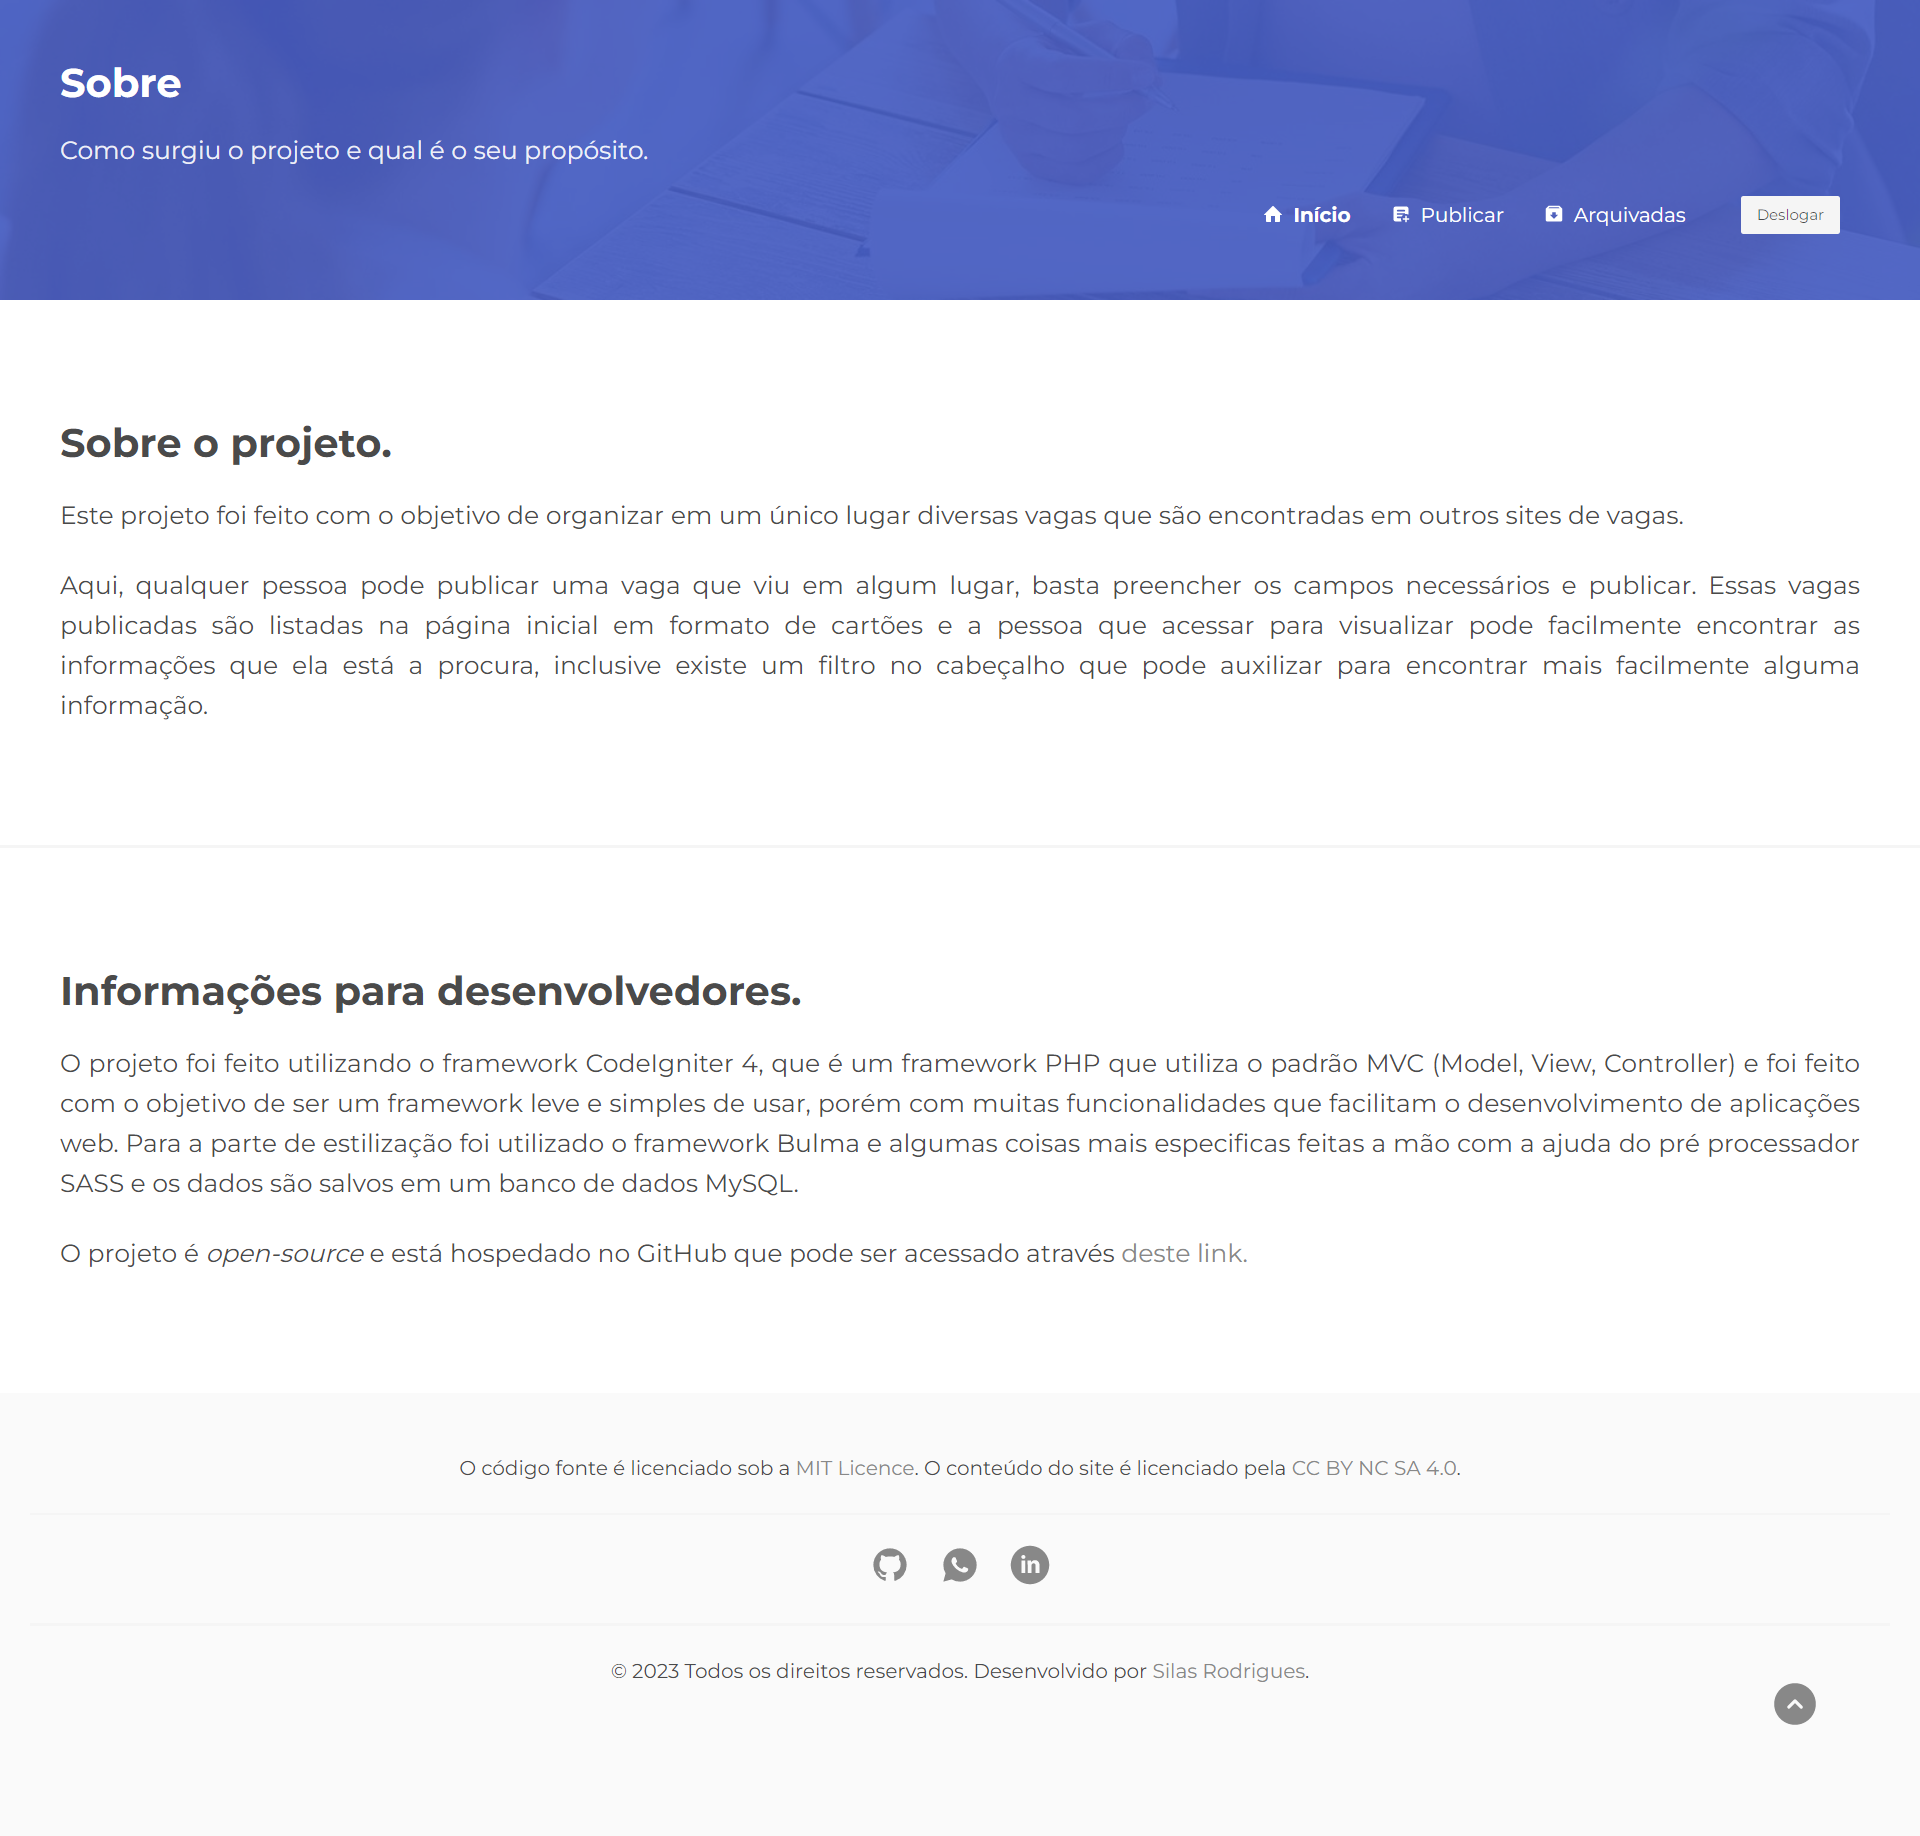 Sobre
Como surgiu o projeto e qual é o seu propósito.
Início
Publicar
Arquivadas
Deslogar
Sobre o projeto.
Este projeto foi feito com o objetivo de organizar em um único lugar diversas vagas que são encontradas em outros sites de vagas.
Aqui, qualquer pessoa pode publicar uma vaga que viu em algum lugar, basta preencher os campos necessários e publicar. Essas vagas
publicadas são listadas na página inicial em formato de cartões e a pessoa que acessar para visualizar pode facilmente encontrar as
informações que ela está a procura, inclusive existe um filtro no cabeçalho que pode auxilizar para encontrar mais facilmente alguma
informação.
Informações para desenvolvedores.
O projeto foi feito utilizando o framework CodeIgniter 4, que é um framework PHP que utiliza o padrão MVC (Model, View, Controller) e foi feito
com o objetivo de ser um framework leve e simples de usar, porém com muitas funcionalidades que facilitam o desenvolvimento de aplicações
web. Para a parte de estilização foi utilizado o framework Bulma e algumas coisas mais especificas feitas a mão com a ajuda do pré processador
SASS e os dados são salvos em um banco de dados MySQL.
O projeto é open-source e está hospedado no GitHub que pode ser acessado através deste link.
O código fonte é licenciado sob a MIT Licence. O conteúdo do site é licenciado pela CC BY NC SA 4.0.
© 2023 Todos os direitos reservados. Desenvolvido por Silas Rodrigues.